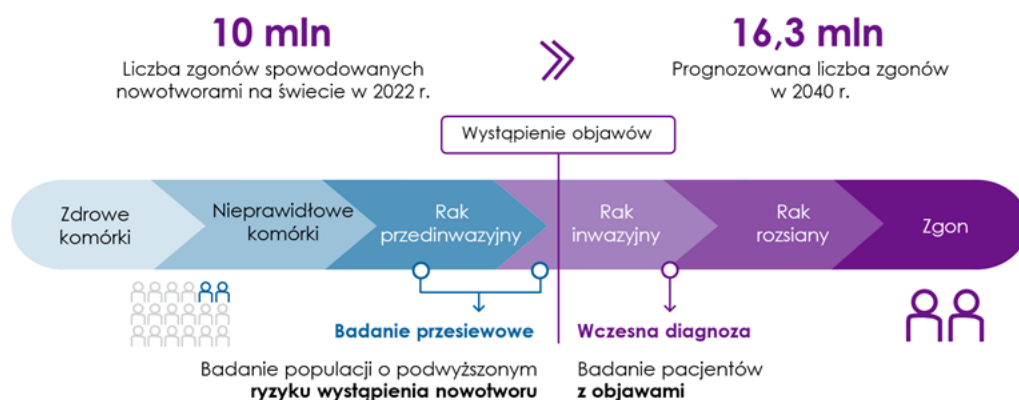 10 mln
Liczba zgonów spowodowanych
nowotworami na świecie w 2022 r.
16,3 mln
Prognozowana liczba zgonów
w 2040 r.
Wystąpienie objawów
Zdrowe
komórki
Nieprawidłowe
komórki
Rak
przedinwazyjny
Rak
inwazyjny
Rak
rozsiany
Zgon
Badanie przesiewowe
Badanie populacji o podwyższonym
ryzyku wystąpienia nowotworu
Wczesna diagnoza
Badanie pacjentów
z objawami